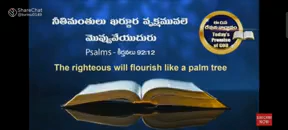 ShareChat
నీతిమంతులు ఖర్జూర వృక్షమువలె
మొవ్వువేయుదురు
Psalms - కీర్తనలు 92:12
The righteous will flourish like a palm tree
Today's
Promise
of GOD